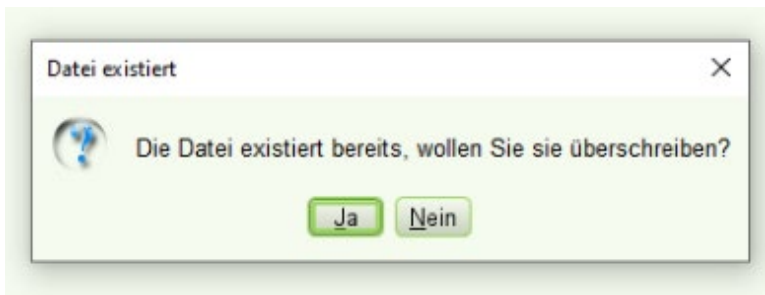 Datei existiert
Die Datei existiert bereits, wollen Sie sie überschreiben?
Ja Nein